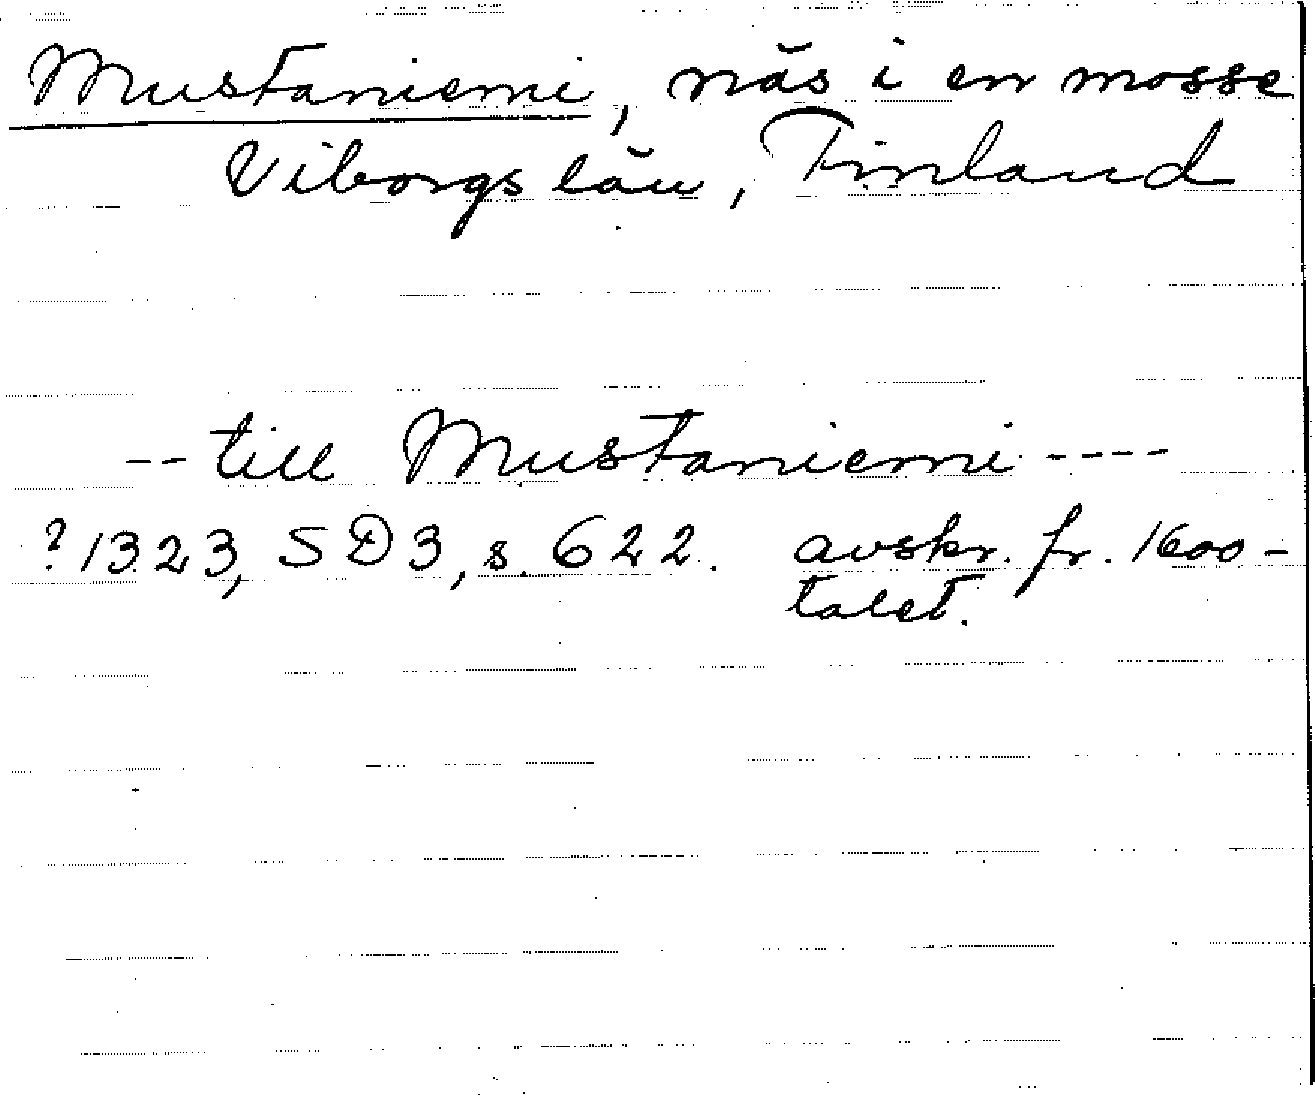 Mustaniemi, näs i en mosse
Viborgs län, Finland
-- till Mustaniemi ----
? 1323, SD3, s. 622. avskr. fr. 1600-
talet.